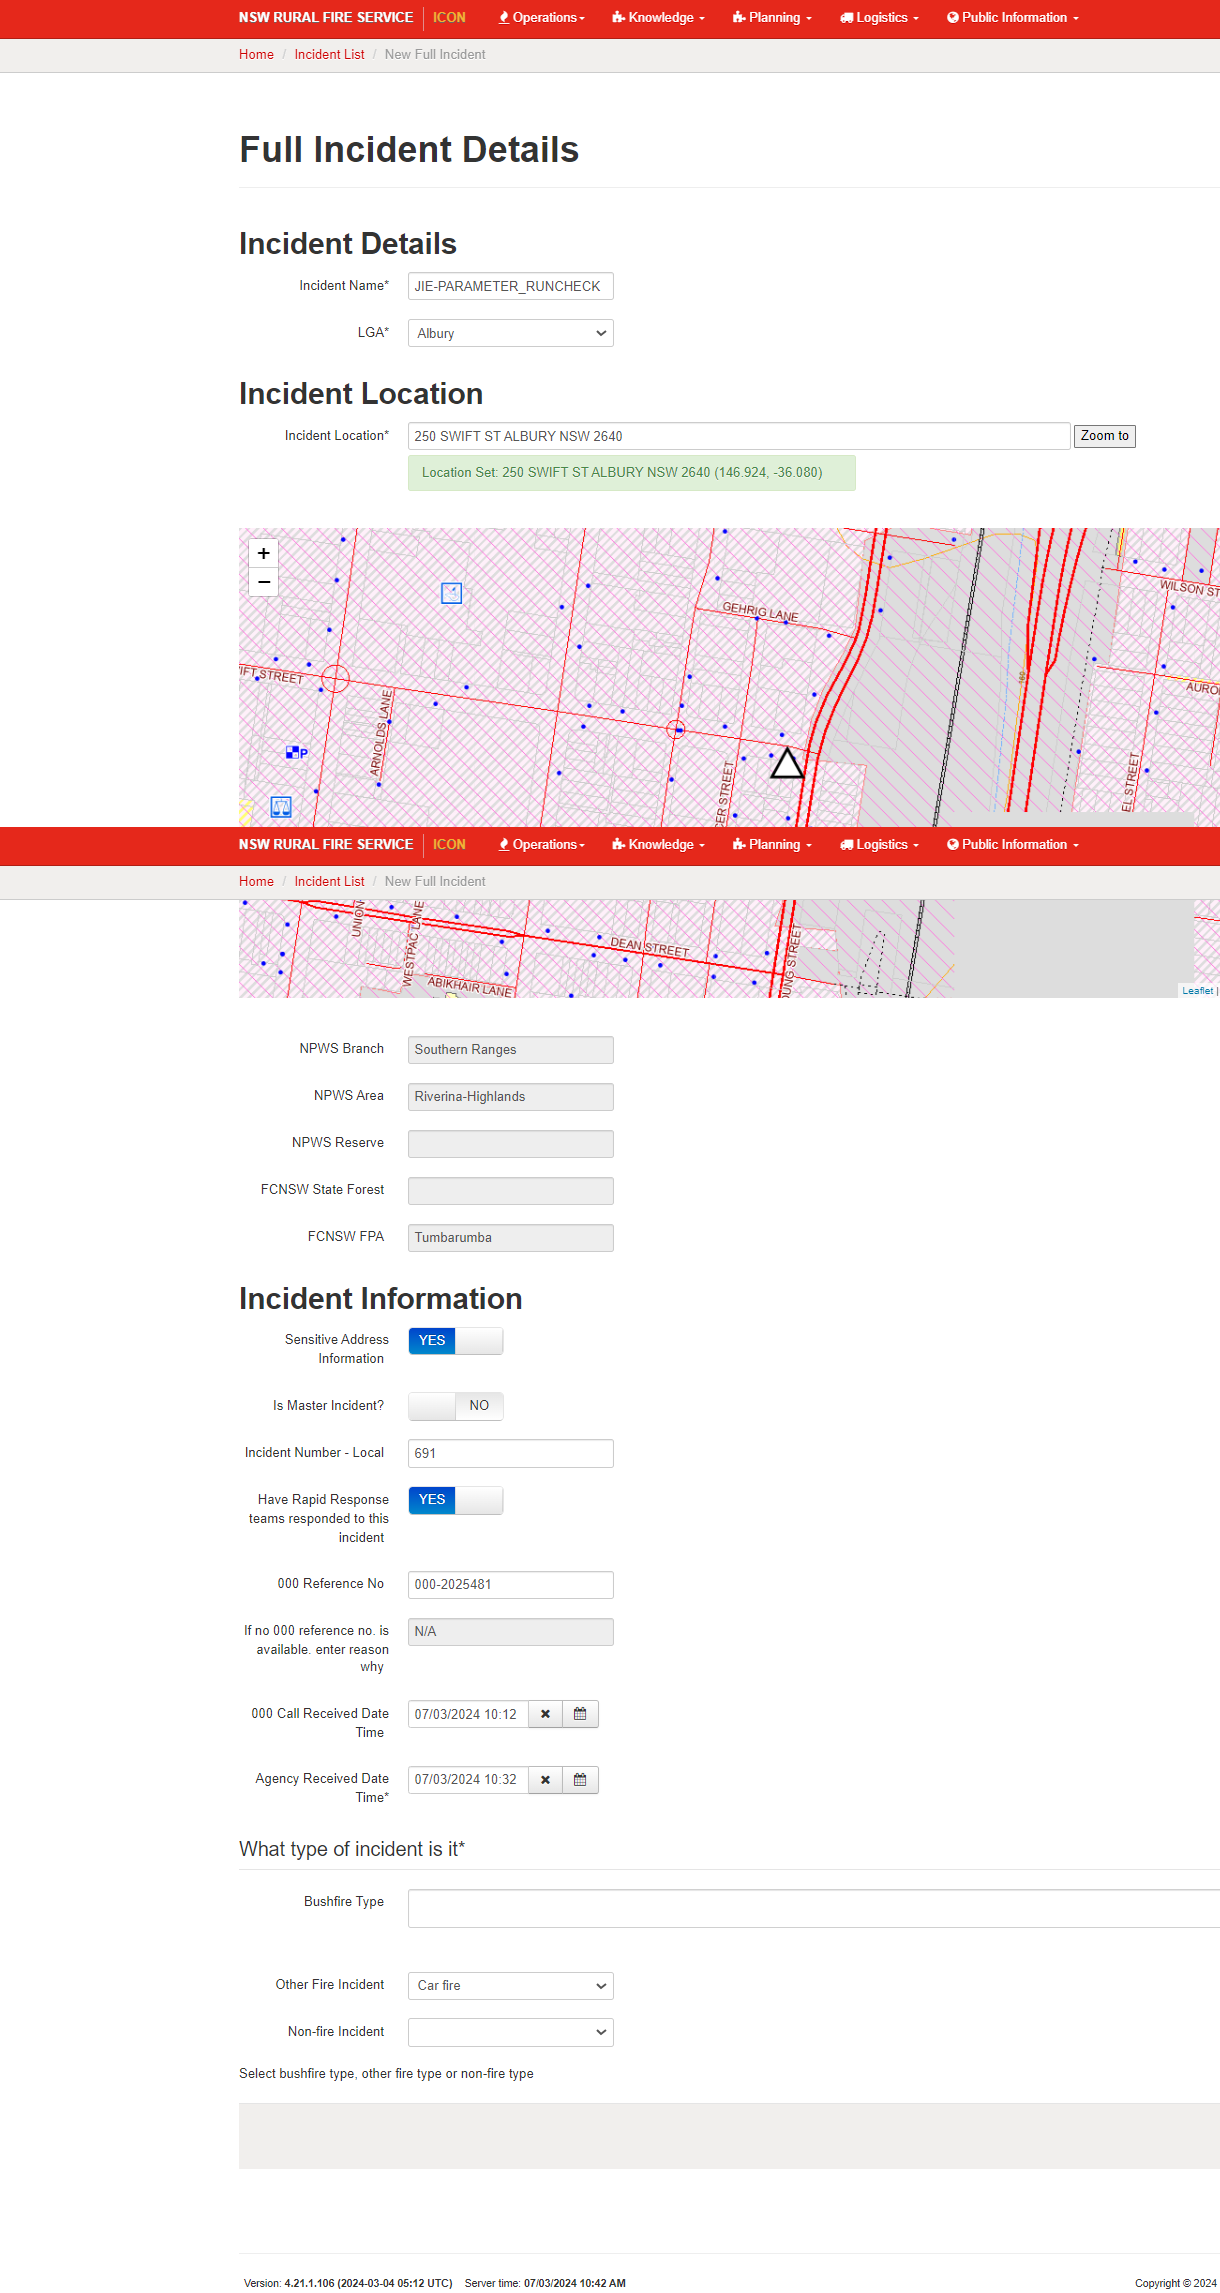 NSW RURAL FIRE SERVICE ICON Operations Knowledge Planning Logistics Public Information
Home / Incident List / New Full Incident
Full Incident Details
Incident Details
Incident Name* JIE-PARAMETER_RUNCHECK
LGA* Albury
Incident Location
Incident Location* 250 SWIFT ST ALBURY NSW 2640 Zoom to
Location Set: 250 SWIFT ST ALBURY NSW 2640 (146.924, -36.080)
+
−
WILSON ST
GEHRIG LANE
IFT STREET
160
AURO
ARNOLDS LANE
P
CER STREET
EL STREET
NSW RURAL FIRE SERVICE ICON Operations Knowledge Planning Logistics Public Information
Home / Incident List / New Full Incident
UNION
WESTPAC LANE
DEAN STREET
OUNG STREET
ABIKHAIR LANE
Leaflet |
NPWS Branch Southern Ranges
NPWS Area Riverina-Highlands
NPWS Reserve
FCNSW State Forest
FCNSW FPA Tumbarumba
Incident Information
Sensitive Address YES
Information
Is Master Incident? NO
Incident Number - Local 691
Have Rapid Response YES
teams responded to this
incident
000 Reference No 000-2025481
If no 000 reference no. is N/A
available. enter reason
why
000 Call Received Date 07/03/2024 10:12
Time
Agency Received Date 07/03/2024 10:32
Time*
What type of incident is it*
Bushfire Type
Other Fire Incident Car fire
Non-fire Incident
Select bushfire type, other fire type or non-fire type
Version: 4.21.1.106 (2024-03-04 05:12 UTC) Server time: 07/03/2024 10:42 AM Copyright © 2024